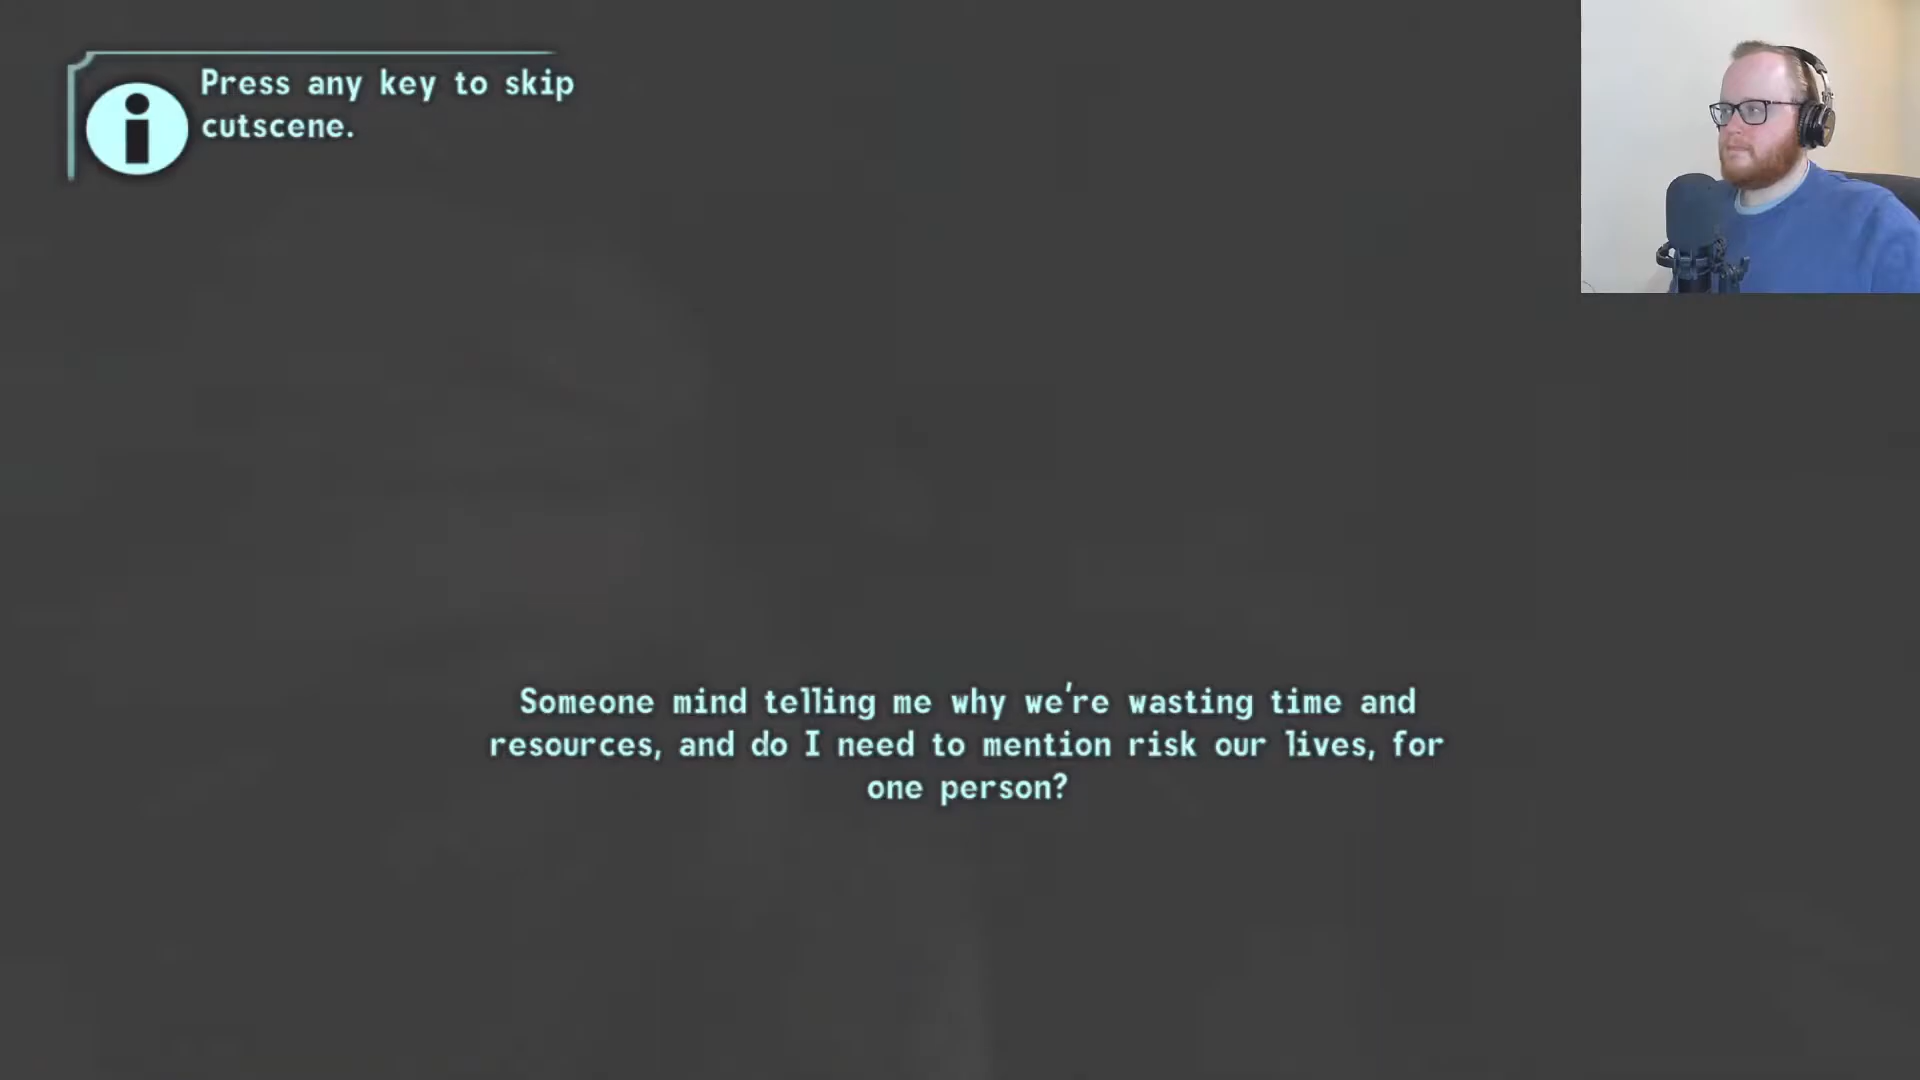 Press any key to skip
cutscene.
Someone mind telling me why we're wasting time and
resources, and do I need to mention risk our lives, for
one person?